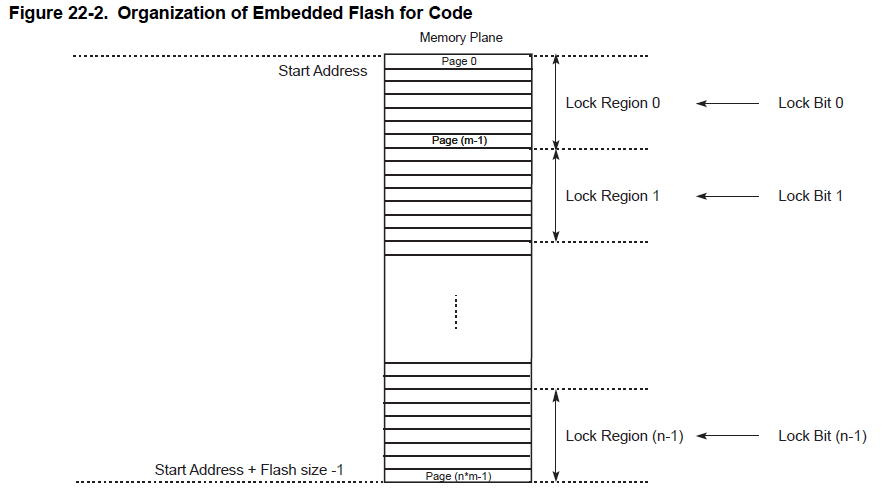 Figure 22-2. Organization of Embedded Flash for Code
Memory Plane
Page 0
Start Address
Lock Region 0
Lock Bit 0
Page (m-1)
Lock Region 1
Lock Bit 1
Lock Region (n-1)
Lock Bit (n-1)
Start Address + Flash size -1
Page (n*m-1)